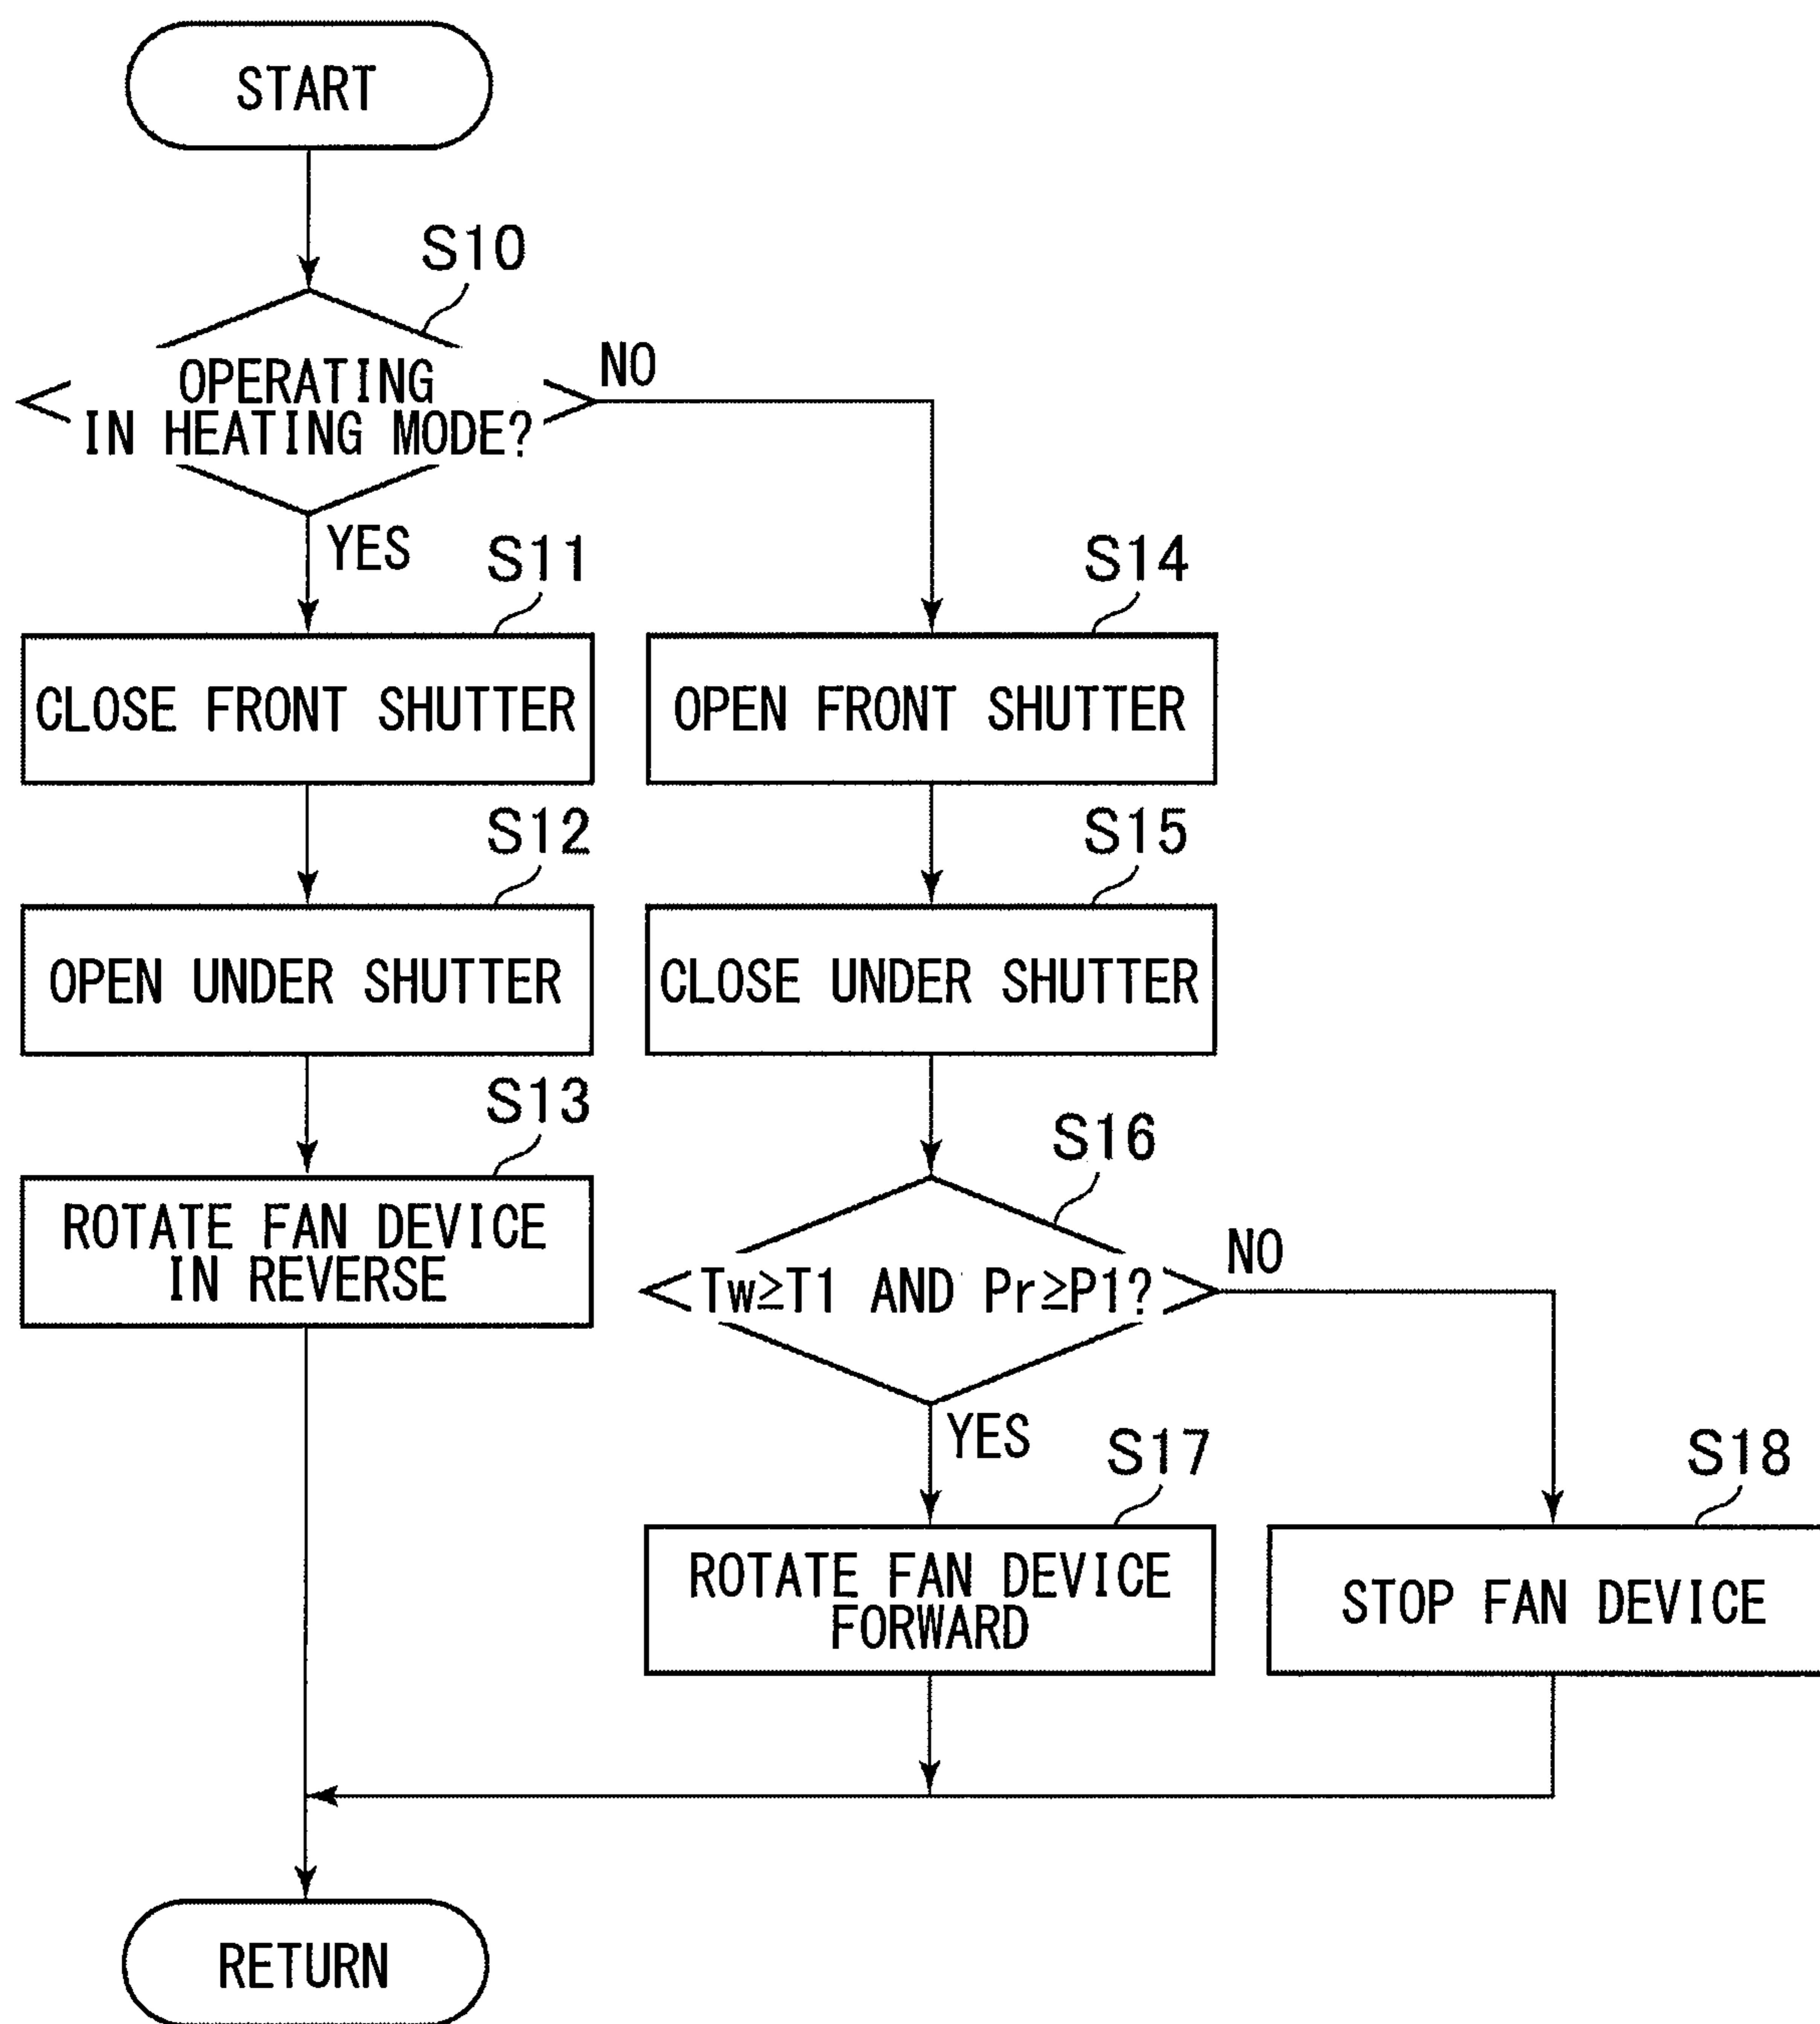 START
S10
OPERATING
IN HEATING MODE?
NO
YES
S11
CLOSE FRONT SHUTTER
S14
OPEN FRONT SHUTTER
S12
OPEN UNDER SHUTTER
S15
CLOSE UNDER SHUTTER
S13
ROTATE FAN DEVICE
IN REVERSE
S16
Tw≥T1 AND Pr≥P1?
NO
YES
S17
ROTATE FAN DEVICE
FORWARD
S18
STOP FAN DEVICE
RETURN